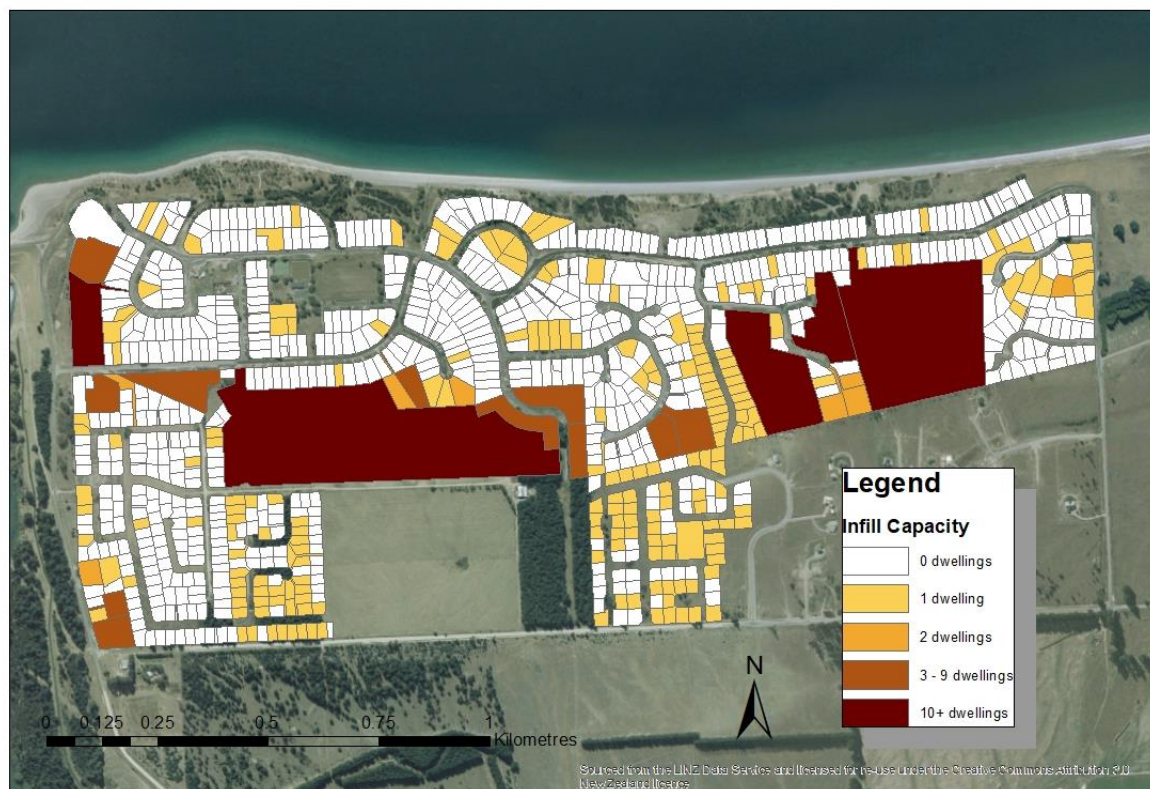 Legend
Infill Capacity
0 dwellings
1 dwelling
2 dwellings
3 - 9 dwellings
10+ dwellings
N
0 0.125 0.25 0.5 0.75 1
Kilometres
Sourced from the LINZ Data Service and licensed for re-use under the Creative Commons Attribution 3.0
New Zealand licence